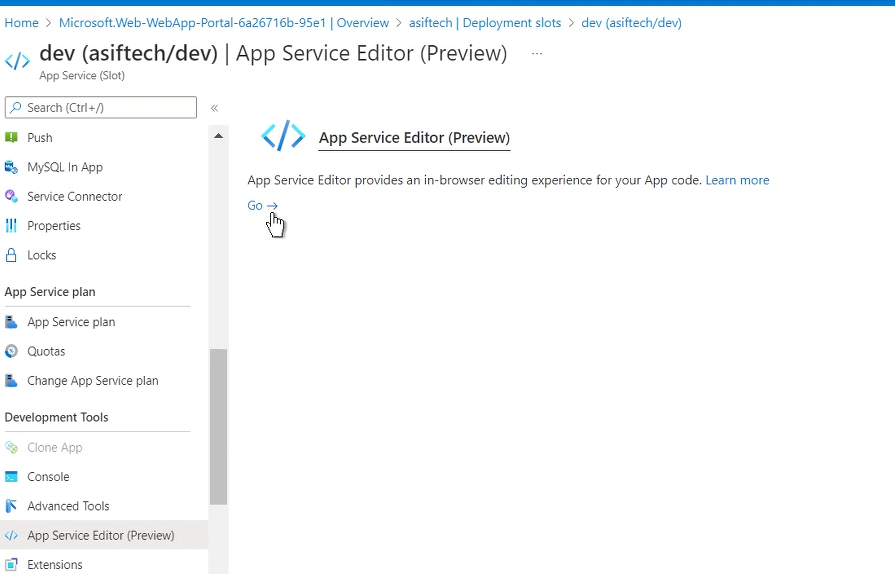 Home > Microsoft.Web-WebApp-Portal-6a26716b-95e1 | Overview > asiftech | Deployment slots > dev (asiftech/dev)
dev (asiftech/dev) | App Service Editor (Preview) ...
App Service (Slot)
Search (Ctrl+/) «
Push
MySQL In App
Service Connector
Properties
Locks
App Service plan
App Service plan
Quotas
Change App Service plan
Development Tools
Clone App
Console
Advanced Tools
App Service Editor (Preview)
Extensions
App Service Editor (Preview)
App Service Editor provides an in-browser editing experience for your App code. Learn more
Go →